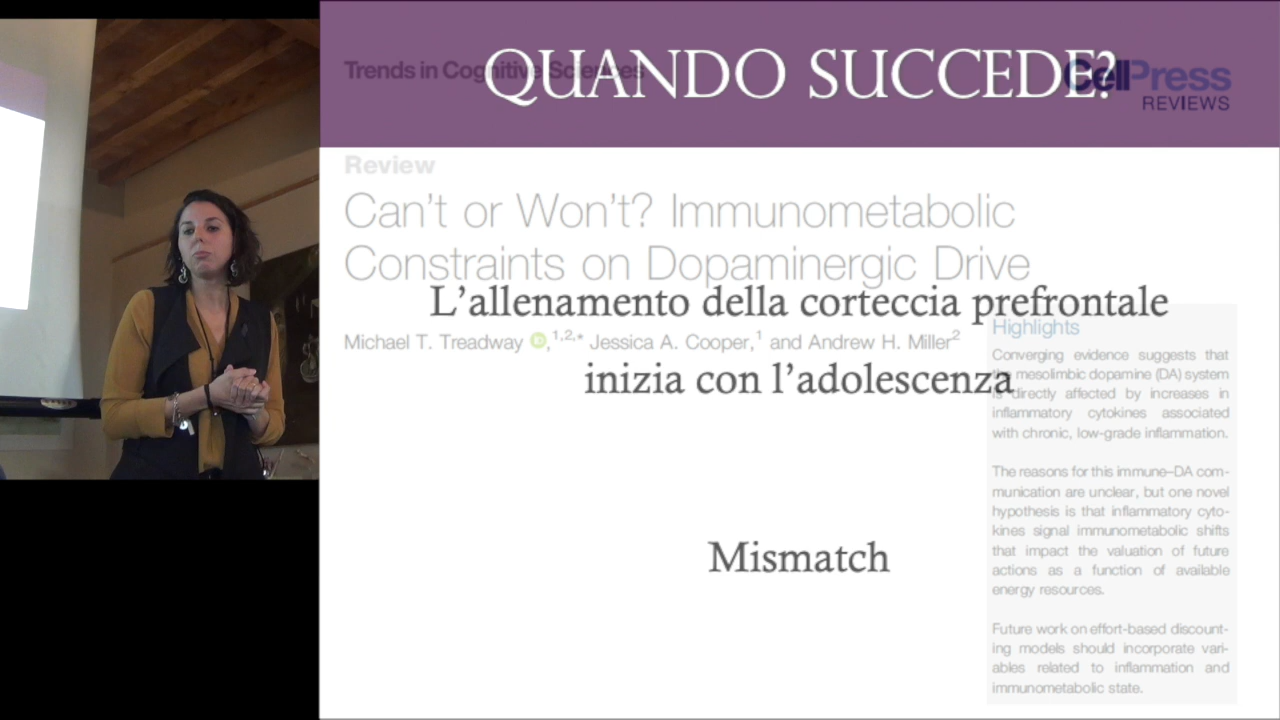 QUANDO SUCCEDE?
Trends in Cognitive Sciences
CellPress
REVIEWS
Review
Can't or Won't? Immunometabolic
Constraints on Dopaminergic Drive
L'allenamento della corteccia prefrontale
Michael T. Treadway ,1,2,* Jessica A. Cooper,1 and Andrew H. Miller2
inizia con l'adolescenza
Mismatch
Highlights
Converging evidence suggests that
the mesolimbic dopamine (DA) system
is directly affected by increases in
inflammatory cytokines associated
with chronic, low-grade inflammation.
The reasons for this immune–DA com-
munication are unclear, but one novel
hypothesis is that inflammatory cyto-
kines signal immunometabolic shifts
that impact the valuation of future
actions as a function of available
energy resources.
Future work on effort-based discount-
ing models should incorporate vari-
ables related to inflammation and
immunometabolic state.